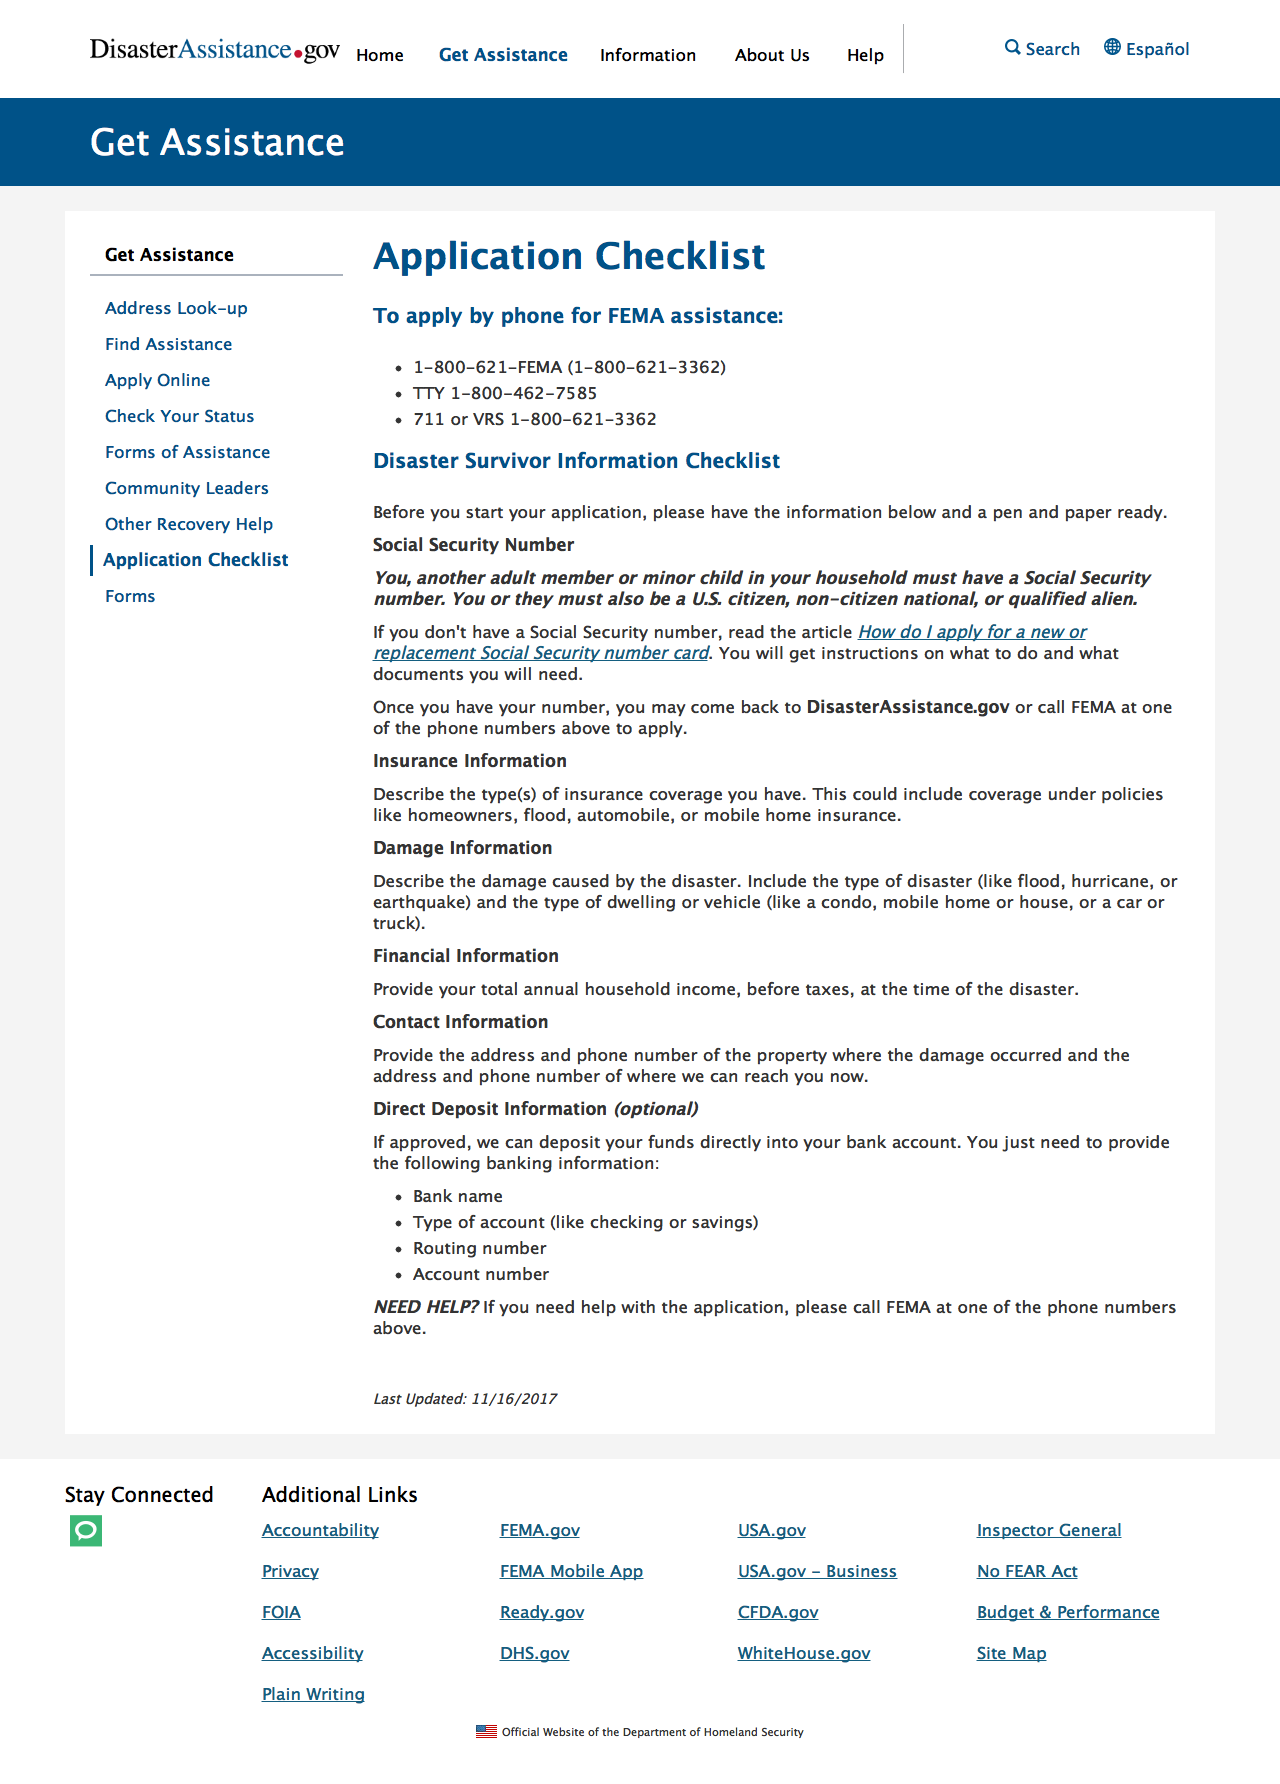 DisasterAssistance.gov Home Get Assistance Information About Us Help Search Español
Get Assistance
Get Assistance
Address Look-up
Find Assistance
Apply Online
Check Your Status
Forms of Assistance
Community Leaders
Other Recovery Help
Application Checklist
Forms
Application Checklist
To apply by phone for FEMA assistance:
• 1-800-621-FEMA (1-800-621-3362)
• TTY 1-800-462-7585
• 711 or VRS 1-800-621-3362
Disaster Survivor Information Checklist
Before you start your application, please have the information below and a pen and paper ready.
Social Security Number
You, another adult member or minor child in your household must have a Social Security
number. You or they must also be a U.S. citizen, non-citizen national, or qualified alien.
If you don't have a Social Security number, read the article How do I apply for a new or
replacement Social Security number card. You will get instructions on what to do and what
documents you will need.
Once you have your number, you may come back to DisasterAssistance.gov or call FEMA at one
of the phone numbers above to apply.
Insurance Information
Describe the type(s) of insurance coverage you have. This could include coverage under policies
like homeowners, flood, automobile, or mobile home insurance.
Damage Information
Describe the damage caused by the disaster. Include the type of disaster (like flood, hurricane, or
earthquake) and the type of dwelling or vehicle (like a condo, mobile home or house, or a car or
truck).
Financial Information
Provide your total annual household income, before taxes, at the time of the disaster.
Contact Information
Provide the address and phone number of the property where the damage occurred and the
address and phone number of where we can reach you now.
Direct Deposit Information (optional)
If approved, we can deposit your funds directly into your bank account. You just need to provide
the following banking information:
• Bank name
• Type of account (like checking or savings)
• Routing number
• Account number
NEED HELP? If you need help with the application, please call FEMA at one of the phone numbers
above.
Last Updated: 11/16/2017
Stay Connected
Additional Links
Accountability FEMA.gov USA.gov Inspector General
Privacy FEMA Mobile App USA.gov - Business No FEAR Act
FOIA Ready.gov CFDA.gov Budget & Performance
Accessibility DHS.gov WhiteHouse.gov Site Map
Plain Writing
Official Website of the Department of Homeland Security